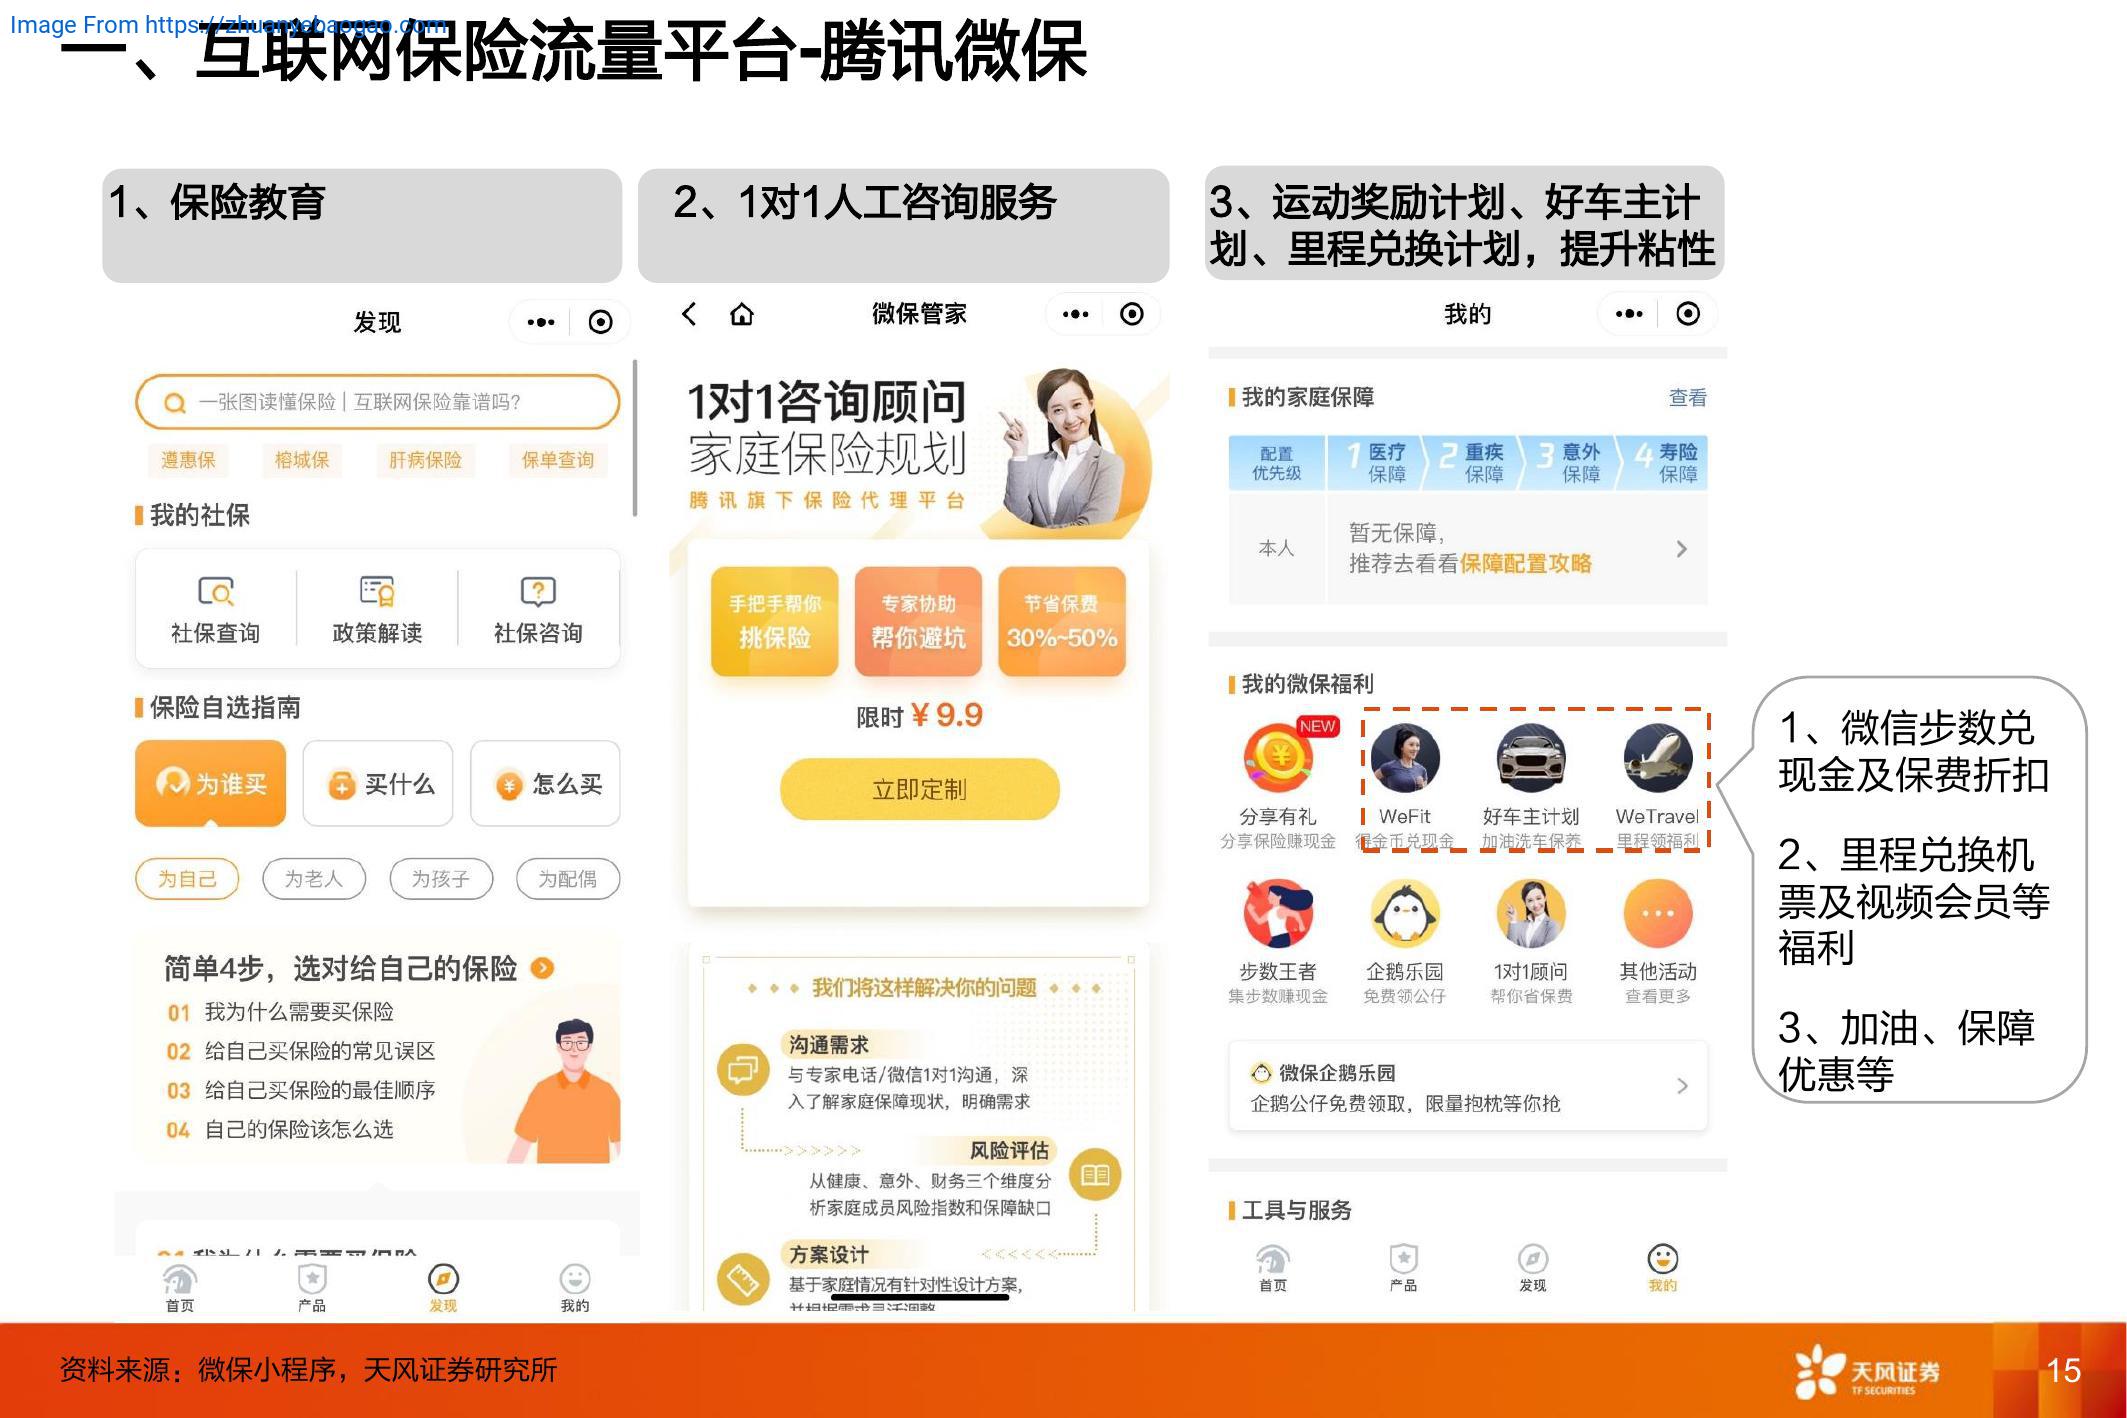 Image From https://zhuanyebaogao.com
一、互联网保险流量平台-腾讯微保
1、保险教育
发现
一张图读懂保险 | 互联网保险靠谱吗?
遵惠保 榕城保 肝病保险 保单查询
我的社保
社保查询 政策解读 社保咨询
保险自选指南
为谁买 买什么 怎么买
为自己 为老人 为孩子 为配偶
简单4步，选对给自己的保险
01 我为什么需要买保险
02 给自己买保险的常见误区
03 给自己买保险的最佳顺序
04 自己的保险该怎么选
01 我为什么需要买保险
首页 产品 发现 我的
2、1对1人工咨询服务
微保管家
1对1咨询顾问
家庭保险规划
腾讯旗下保险代理平台
手把手帮你 专家协助 节省保费
挑保险 帮你避坑 30%~50%
限时 ¥9.9
立即定制
我们将这样解决你的问题
沟通需求
与专家电话/微信1对1沟通，深
入了解家庭保障现状，明确需求
风险评估
从健康、意外、财务三个维度分
析家庭成员风险指数和保障缺口
方案设计
基于家庭情况有针对性设计方案，
并根据需求灵活调整
3、运动奖励计划、好车主计
划、里程兑换计划，提升粘性
我的
我的家庭保障 查看
配置 1 医疗 2 重疾 3 意外 4 寿险
优先级 保障 保障 保障 保障
本人
暂无保障，
推荐去看看保障配置攻略
我的微保福利
NEW
分享有礼 WeFit 好车主计划 WeTravel
分享保险赚现金 得金币兑现金 加油洗车保养 里程领福利
步数王者 企鹅乐园 1对1顾问 其他活动
集步数赚现金 免费领公仔 帮你省保费 查看更多
微保企鹅乐园
企鹅公仔免费领取，限量抱枕等你抢
工具与服务
首页 产品 发现 我的
1、微信步数兑
现金及保费折扣
2、里程兑换机
票及视频会员等
福利
3、加油、保障
优惠等
资料来源：微保小程序，天风证券研究所
天风证券
TF SECURITIES
15